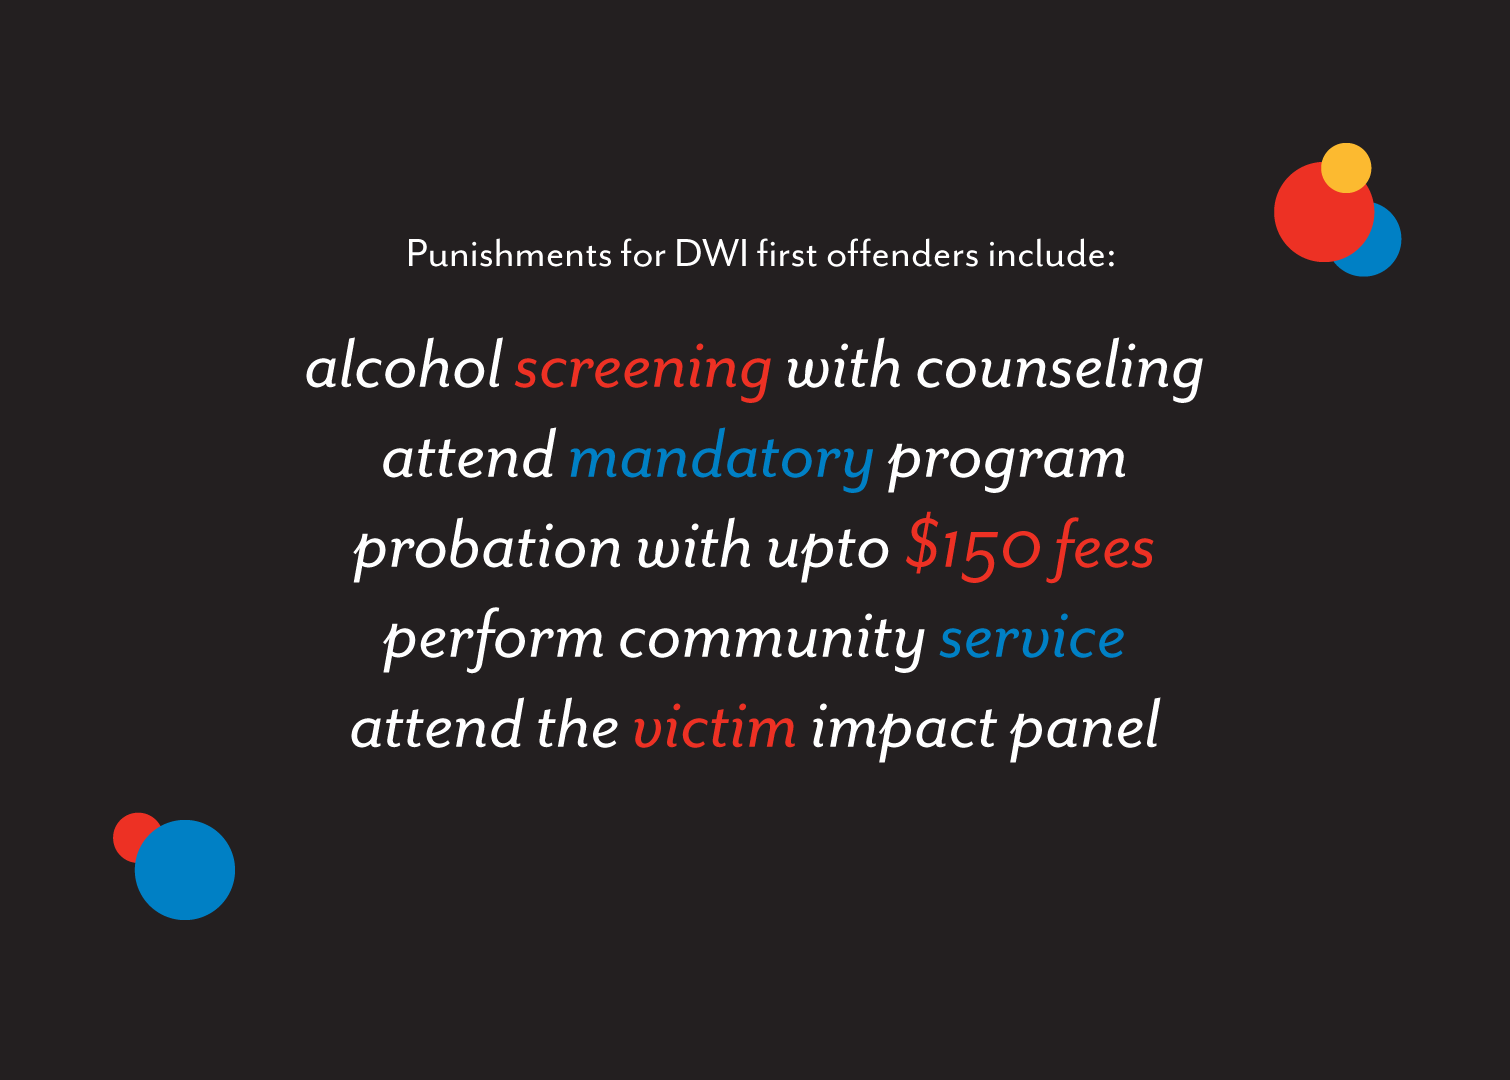 Punishments for DWI first offenders include:
alcohol screening with counseling
attend mandatory program
probation with upto $150 fees
perform community service
attend the victim impact panel